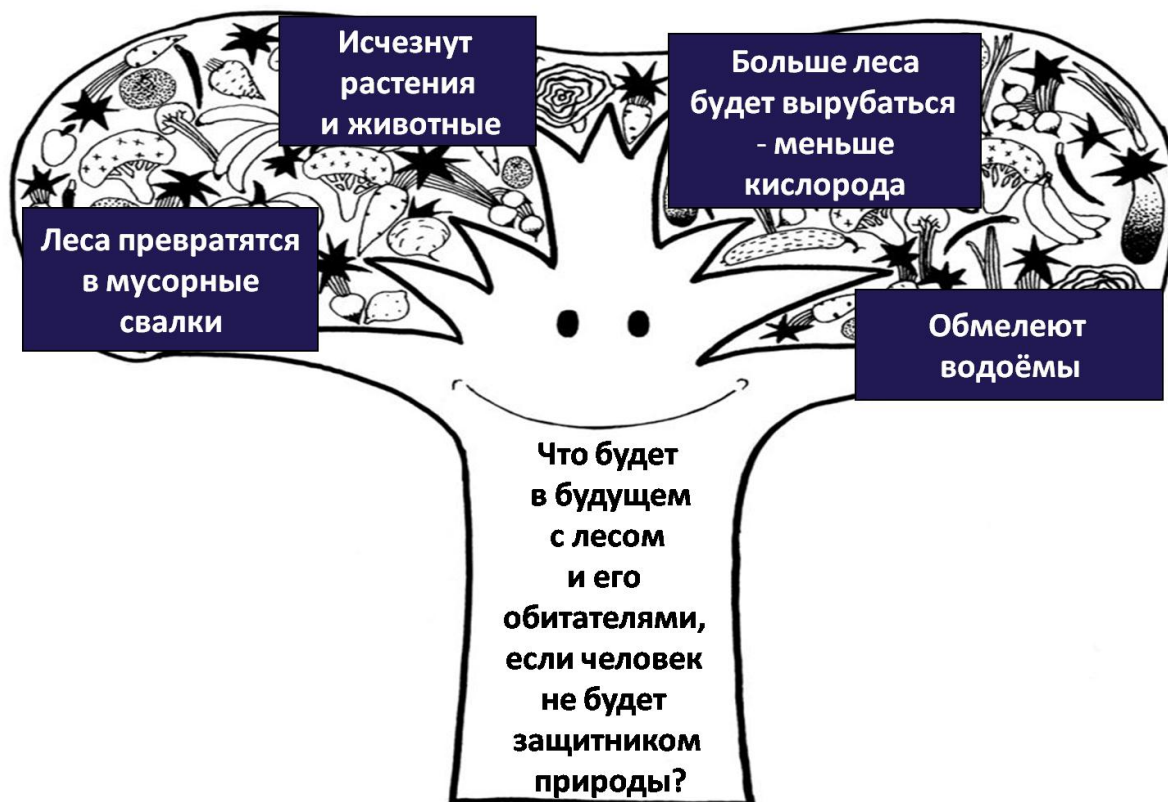 Исчезнут
растения
и животные
Больше леса
будет вырубаться
- меньше
кислорода
Леса превратятся
в мусорные
свалки
Обмелеют
водоёмы
Что будет
в будущем
с лесом
и его
обитателями,
если человек
не будет
защитником
природы?